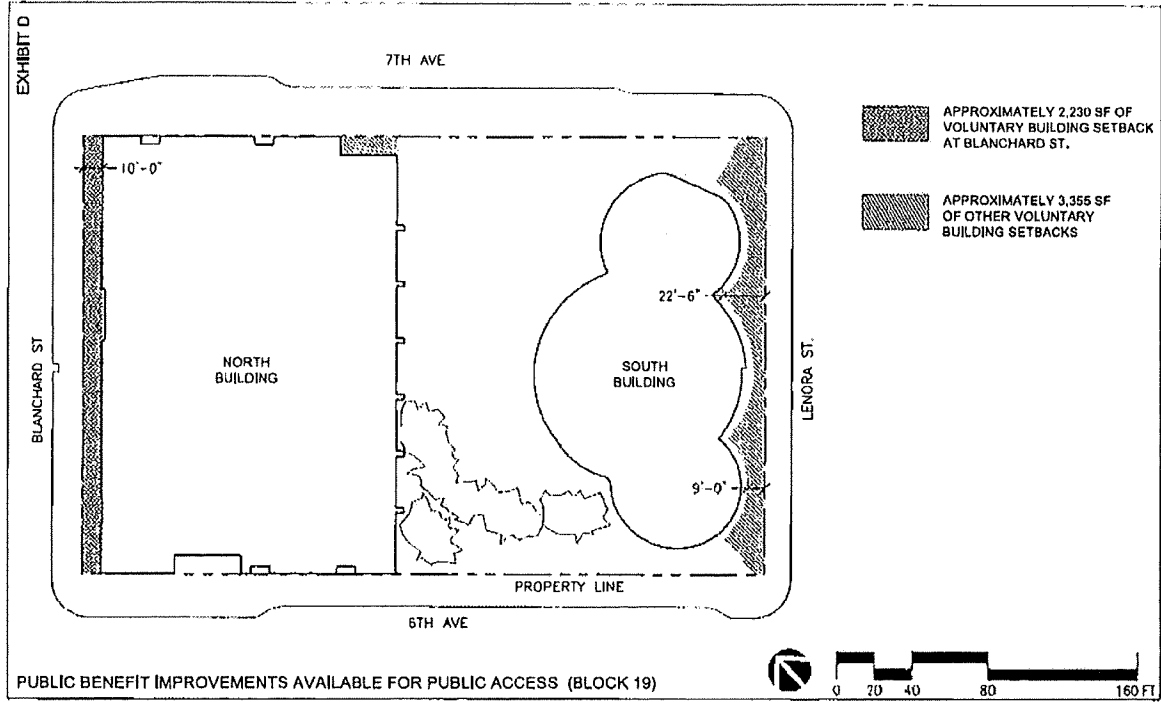 EXHIBIT D
7TH AVE
APPROXIMATELY 2,230 SF OF
VOLUNTARY BUILDING SETBACK
AT BLANCHARD ST.
10'-0"
APPROXIMATELY 3,355 SF
OF OTHER VOLUNTARY
BUILDING SETBACKS
22'-6"
BLANCHARD ST
NORTH
BUILDING
SOUTH
BUILDING
LENORA ST.
9'-0"
PROPERTY LINE
6TH AVE
PUBLIC BENEFIT IMPROVEMENTS AVAILABLE FOR PUBLIC ACCESS (BLOCK 19)
0 20 40 80 160 FT